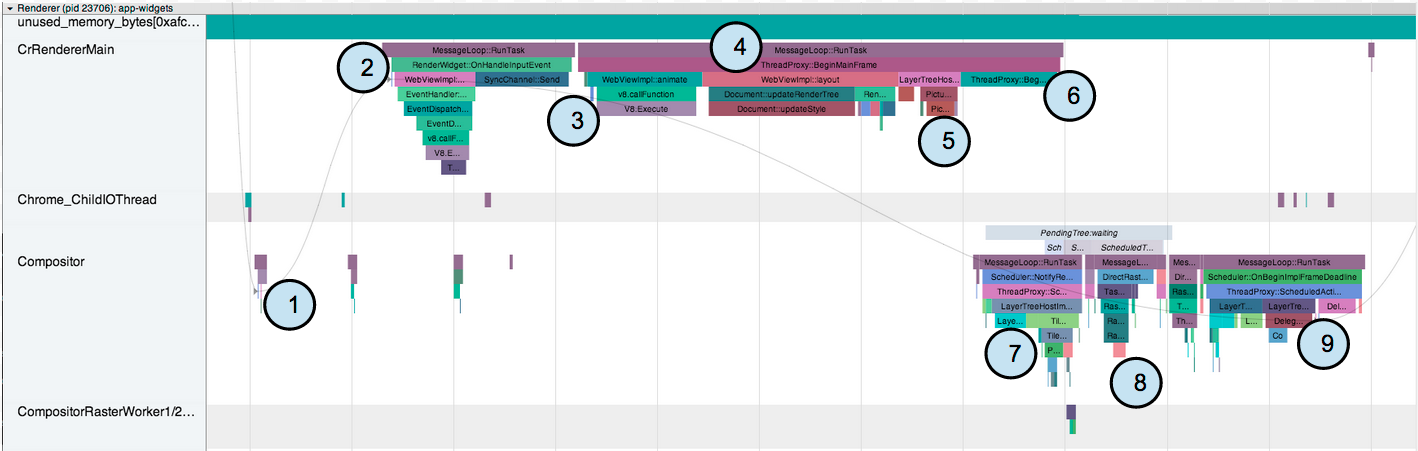 Renderer (pid 23706): app-widgets
unused_memory_bytes[0xafc...
CrRendererMain
MessageLoop::RunTask MessageLoop::RunTask
RenderWidget::OnHandleInputEvent ThreadProxy::BeginMainFrame
WebViewImpl:... SyncChannel::Send WebViewImpl::animate WebViewImpl::layout LayerTreeHos... ThreadProxy::Beg...
EventHandler:... v8.callFunction Document::updateRenderTree Ren... Pictu...
EventDispatch... V8.Execute Document::updateStyle Pic...
EventD...
v8.callF...
V8.E...
T...
2
4
3
6
5
Chrome_ChildIOThread
PendingTree:waiting
Sch S... ScheduledT...
Compositor
MessageLoop::RunTask MessageL... Mes... MessageLoop::RunTask
Scheduler::NotifyRe... DirectRast... Dir... Scheduler::OnBeginImplFrameDeadline
ThreadProxy::Sc... Tas... Ras... ThreadProxy::ScheduledActi...
LayerTreeHostIm... Ras... T... LayerT... LayerTre... Del...
Laye... Til... Ra... Th... L... Deleg...
Tile... Ra... Co
P...
1
7
8
9
CompositorRasterWorker1/2...